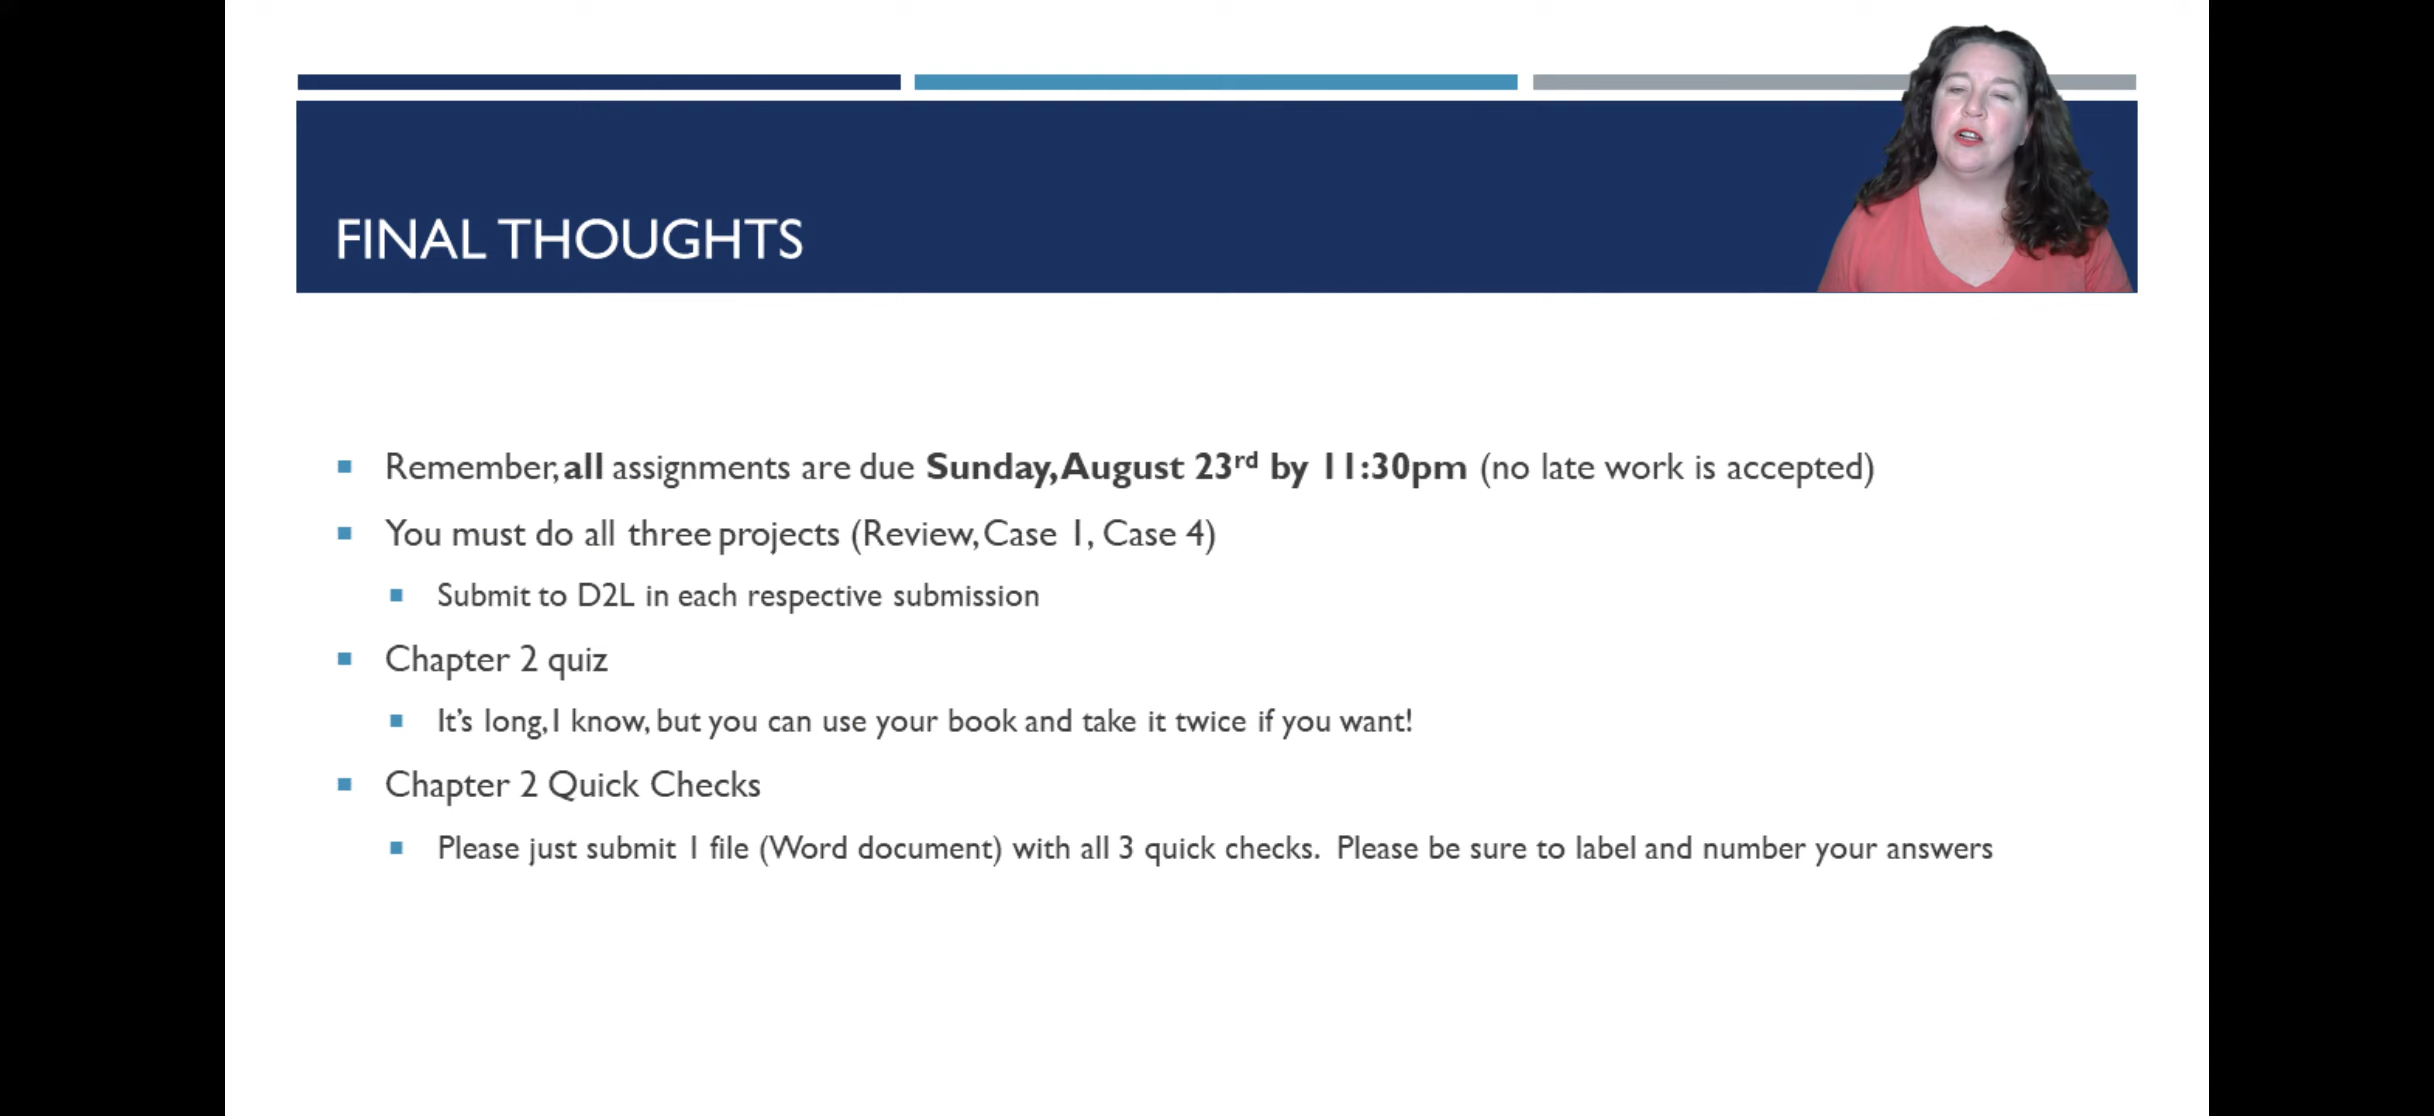 FINAL THOUGHTS
Remember, all assignments are due Sunday, August 23rd by 11:30pm (no late work is accepted)
You must do all three projects (Review, Case 1, Case 4)
Submit to D2L in each respective submission
Chapter 2 quiz
It's long, I know, but you can use your book and take it twice if you want!
Chapter 2 Quick Checks
Please just submit 1 file (Word document) with all 3 quick checks.  Please be sure to label and number your answers